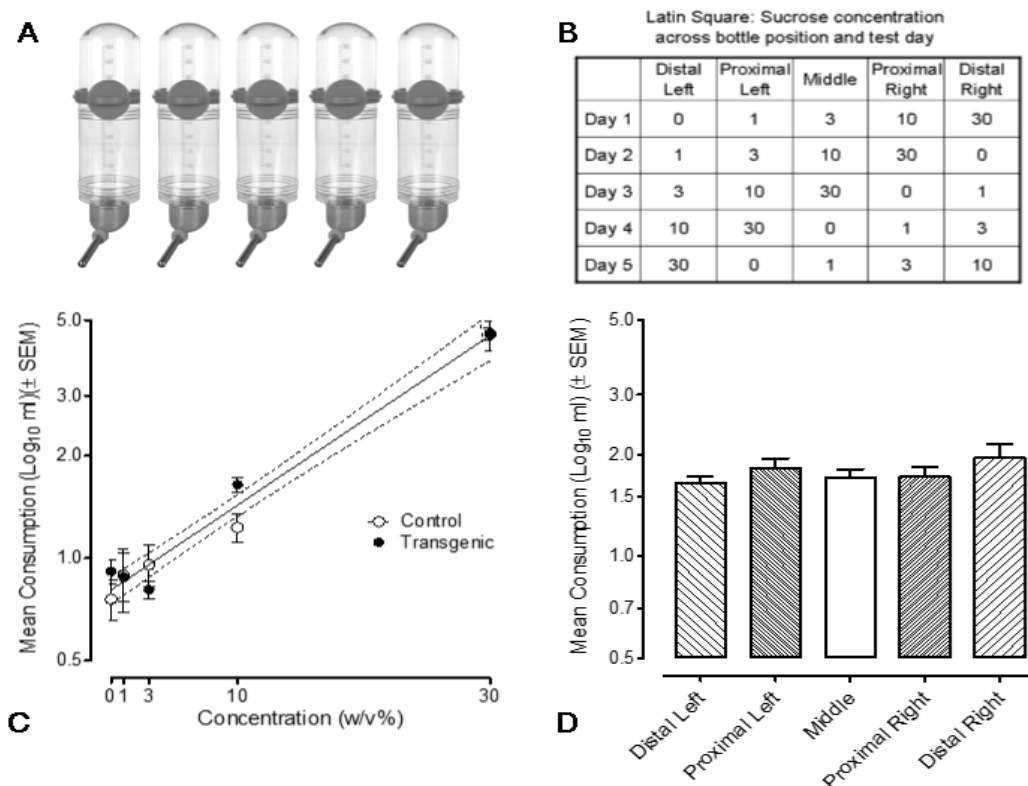 A
B
Latin Square: Sucrose concentration
across bottle position and test day
Distal Left Proximal Left Middle Proximal Right Distal Right
Day 1 0 1 3 10 30
Day 2 1 3 10 30 0
Day 3 3 10 30 0 1
Day 4 10 30 0 1 3
Day 5 30 0 1 3 10
Mean Consumption (Log₁₀ ml)(± SEM)
5.0
3.0
2.0
1.0
0.5
Control
Transgenic
0 1 3 10 30
Concentration (w/v%)
C
Mean Consumption (Log₁₀ ml) (± SEM)
5.0
3.0
2.0
1.5
1.0
0.7
0.5
Distal Left
Proximal Left
Middle
Proximal Right
Distal Right
D